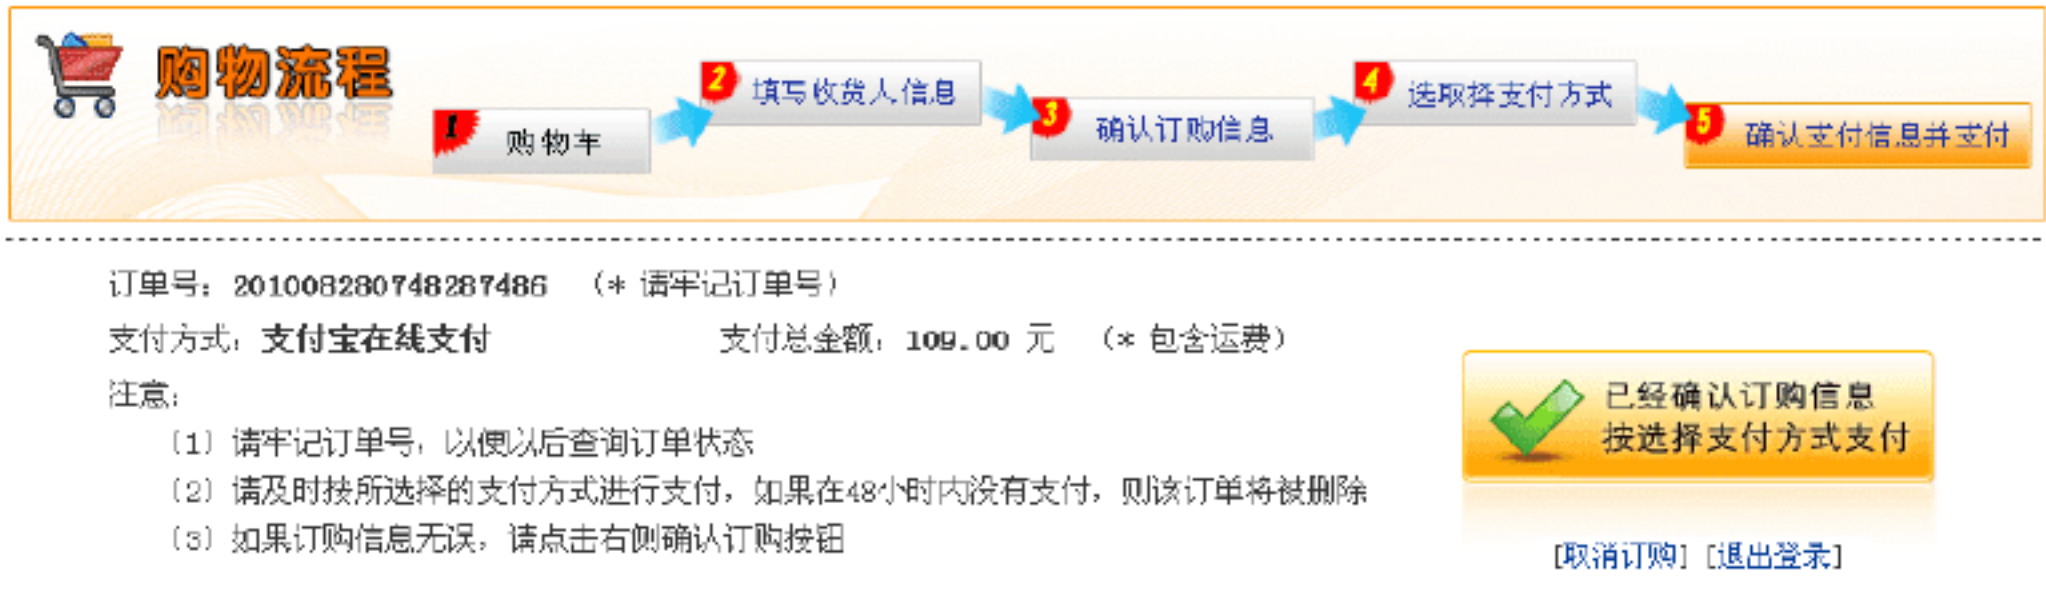 购物流程
1 购物车
2 填写收货人信息
3 确认订购信息
4 选取择支付方式
5 确认支付信息并支付
订单号：201008280748287486 （* 请牢记订单号）
支付方式：支付宝在线支付 支付总金额：109.00 元 （* 包含运费）
注意：
（1）请牢记订单号，以便以后查询订单状态
（2）请及时按所选择的支付方式进行支付，如果在48小时内没有支付，则该订单将被删除
（3）如果订购信息无误，请点击右侧确认订购按钮
已经确认订购信息
按选择支付方式支付
[取消订购] [退出登录]